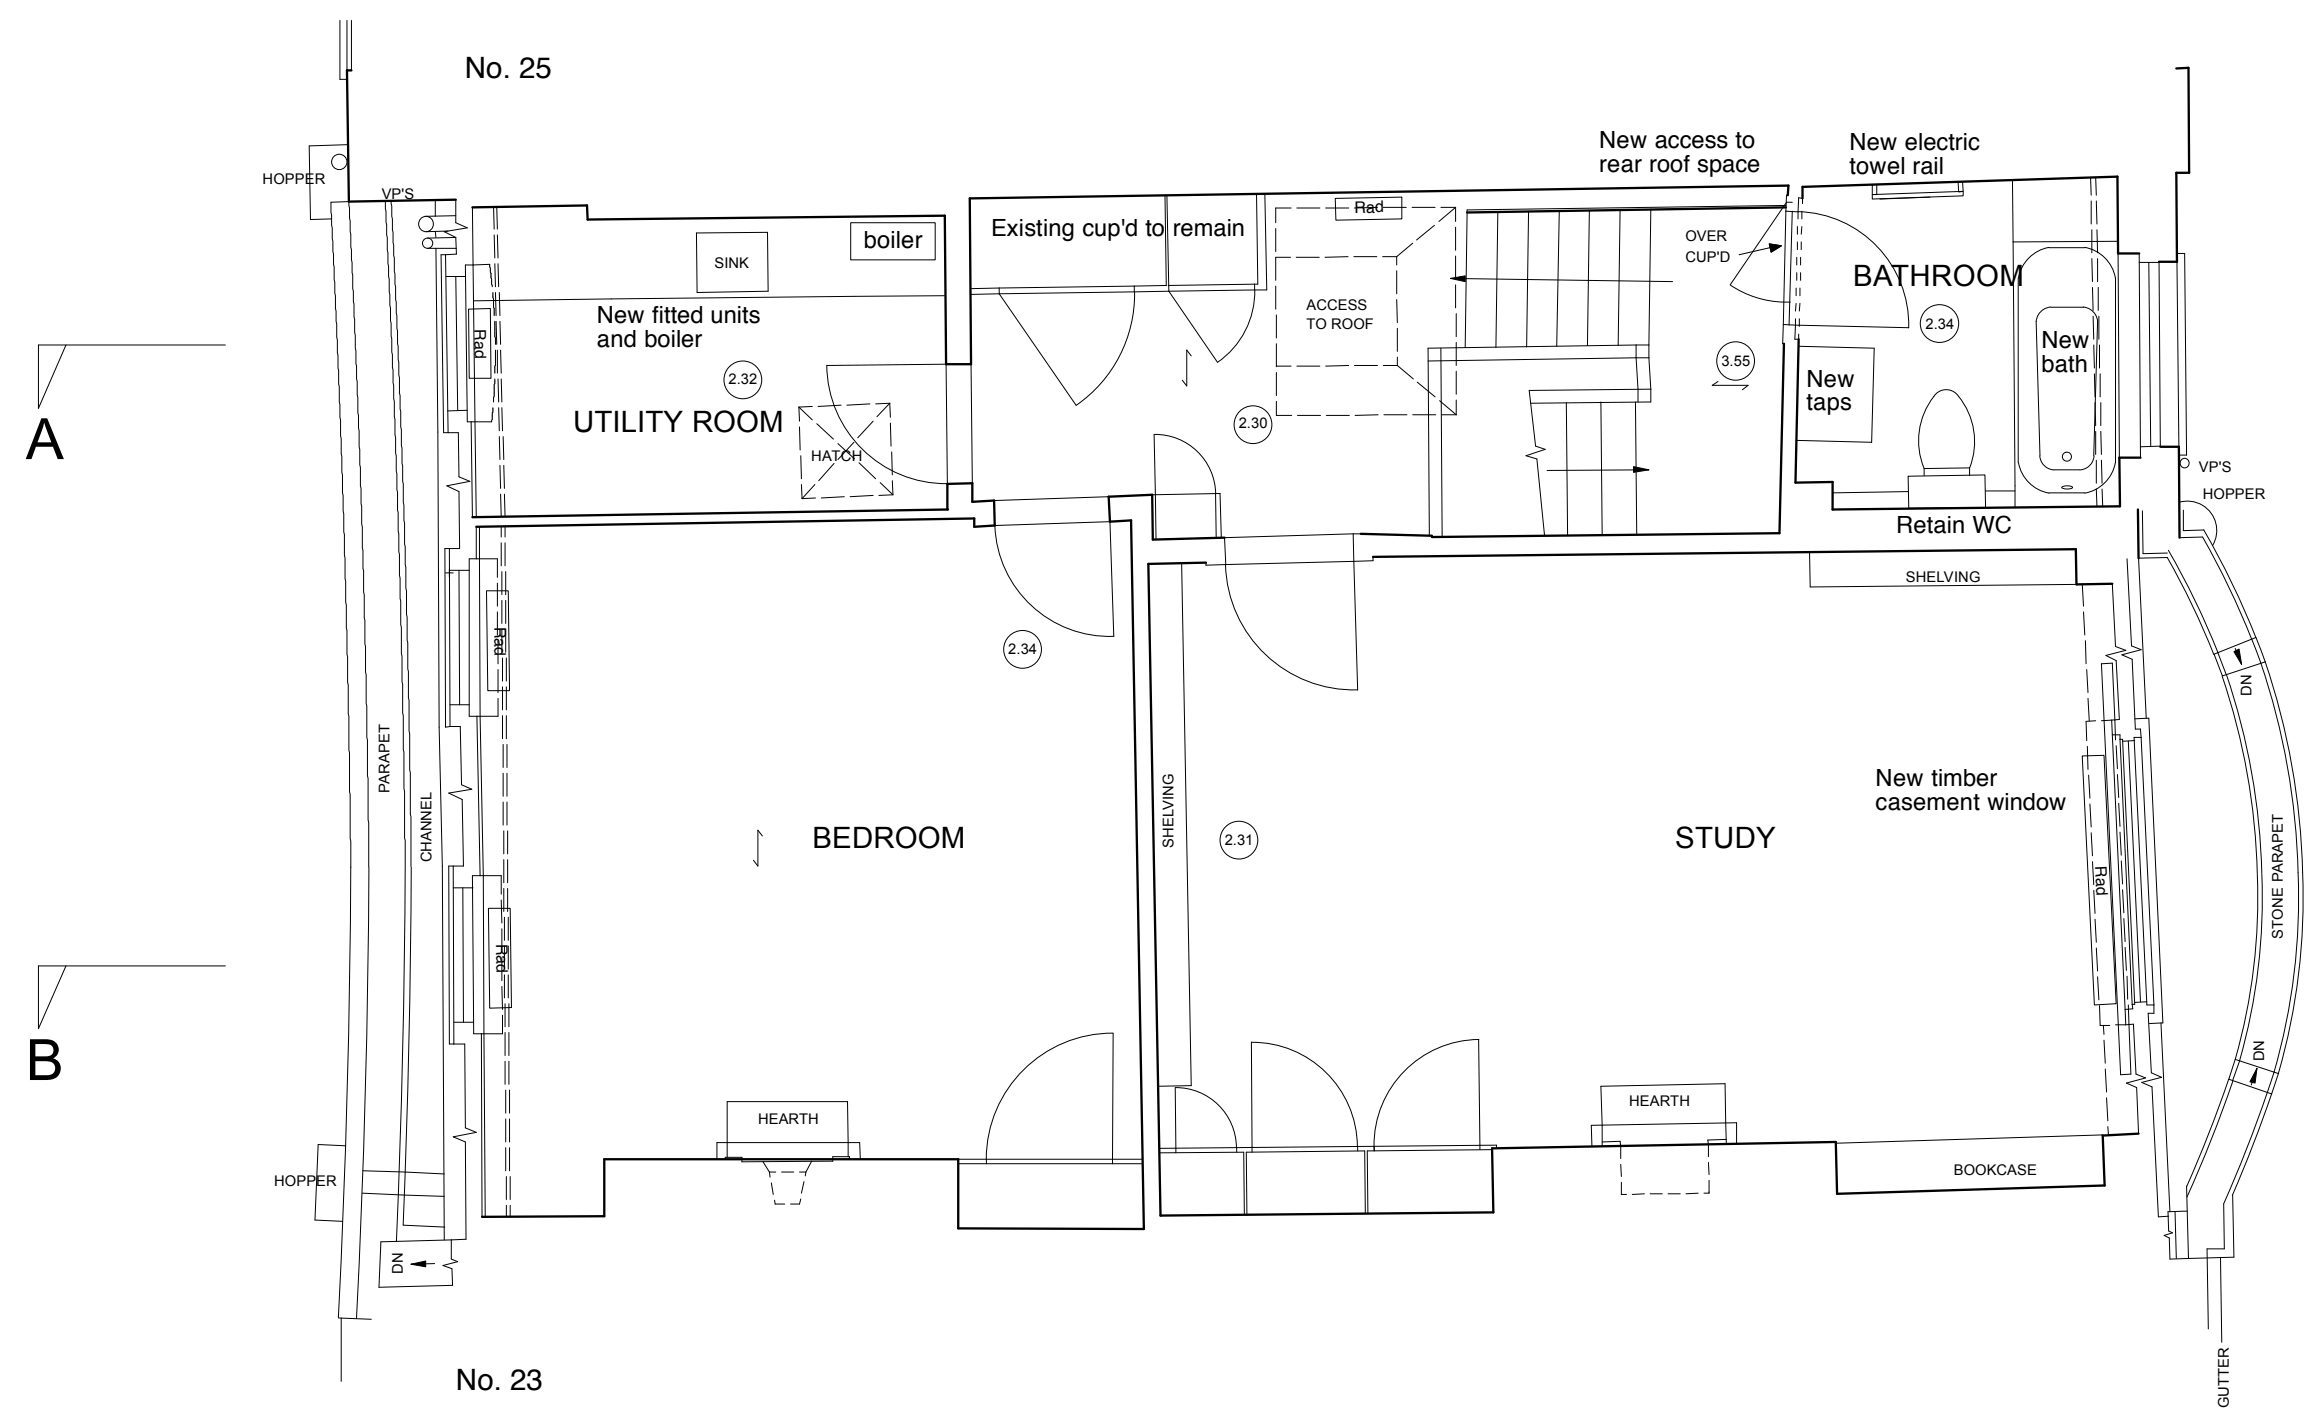 No. 25
New access to
rear roof space
New electric
towel rail
HOPPER
VP'S
Existing cup'd to remain
Rad
boiler
SINK
OVER
CUP'D
BATHROOM
2.34
New fitted units
and boiler
Rad
ACCESS
TO ROOF
New
bath
2.32
3.55
New
taps
A
UTILITY ROOM
2.30
HATCH
VP'S
HOPPER
Retain WC
SHELVING
Rad
2.34
DN
PARAPET
CHANNEL
BEDROOM
SHELVING
2.31
STUDY
New timber
casement window
Rad
STONE PARAPET
Rad
B
DN
HEARTH
HEARTH
HOPPER
BOOKCASE
DN
No. 23
GUTTER